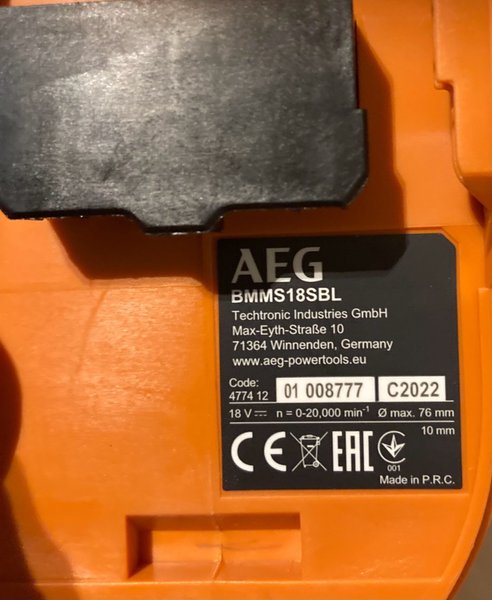 AEG
BMMS18SBL
Techtronic Industries GmbH
Max-Eyth-Straße 10
71364 Winnenden, Germany
www.aeg-powertools.eu
Code:
4774 12 01 008777 C2022
18 V ⎓ n = 0-20,000 min⁻¹ Ø max. 76 mm
10 mm
CE EAC
001
Made in P.R.C.